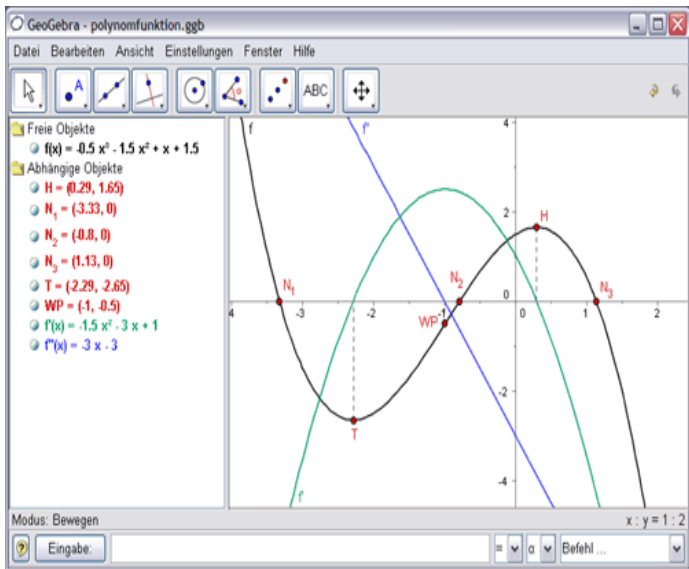 GeoGebra - polynomfunktion.ggb
Datei Bearbeiten Ansicht Einstellungen Fenster Hilfe
A
α
ABC
Freie Objekte
f(x) = -0.5 x³ - 1.5 x² + x + 1.5
Abhängige Objekte
H = (0.29, 1.65)
N₁ = (-3.33, 0)
N₂ = (-0.8, 0)
N₃ = (1.13, 0)
T = (-2.29, -2.65)
WP = (-1, -0.5)
f'(x) = -1.5 x² - 3 x + 1
f''(x) = -3 x - 3
f
f''
4
2
H
N₁
N₂
N₃
0
4
-3
-2
-1
0
1
2
WP
-2
T
-4
f'
Modus: Bewegen
x : y = 1 : 2
Eingabe:
=
α
Befehl ...